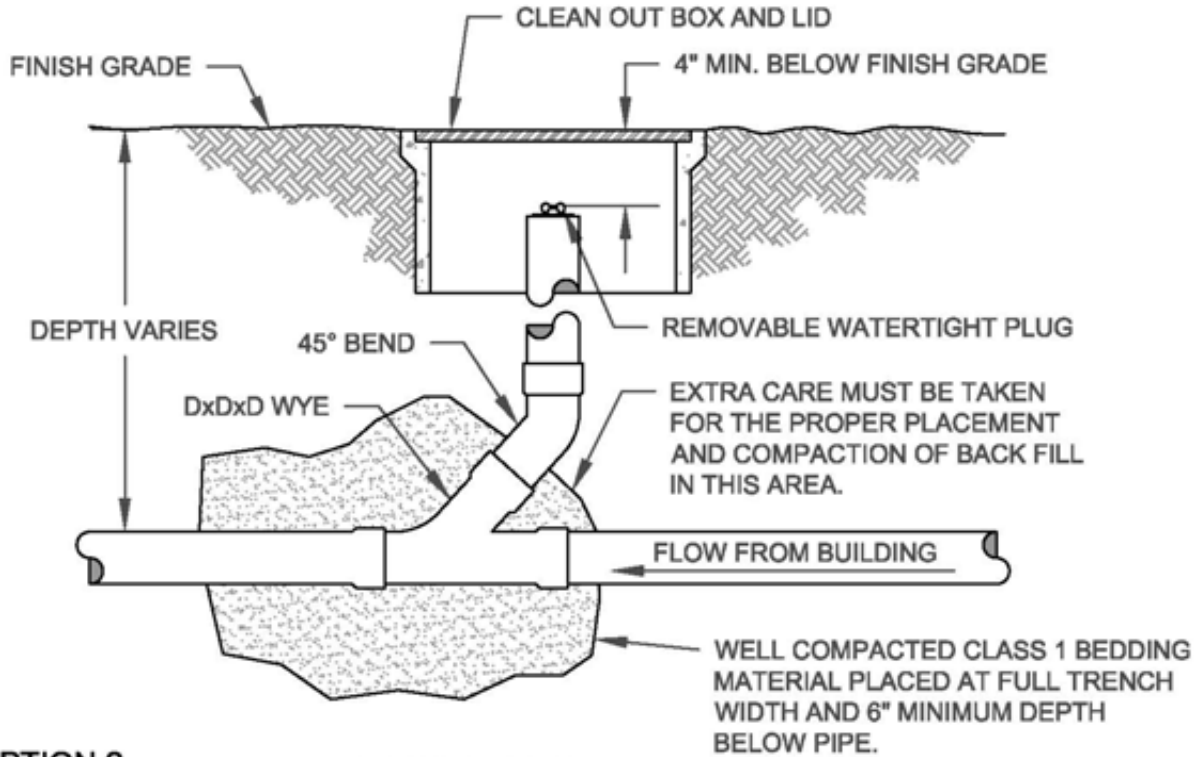 CLEAN OUT BOX AND LID
FINISH GRADE
4" MIN. BELOW FINISH GRADE
DEPTH VARIES
45° BEND
REMOVABLE WATERTIGHT PLUG
DxDxD WYE
EXTRA CARE MUST BE TAKEN
FOR THE PROPER PLACEMENT
AND COMPACTION OF BACK FILL
IN THIS AREA.
FLOW FROM BUILDING
WELL COMPACTED CLASS 1 BEDDING
MATERIAL PLACED AT FULL TRENCH
WIDTH AND 6" MINIMUM DEPTH
BELOW PIPE.